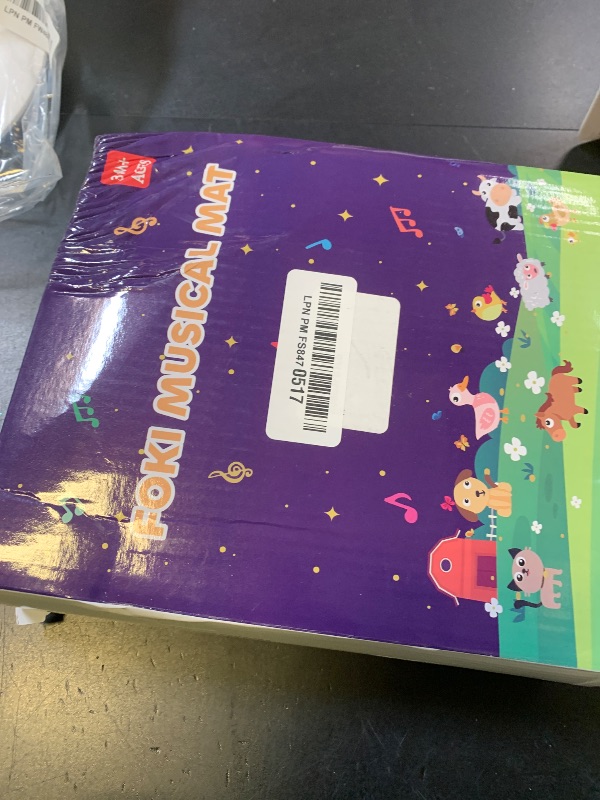 3M+
AGES
FOKI MUSICAL MAT
LPN PM FS847 0517
LPN PM